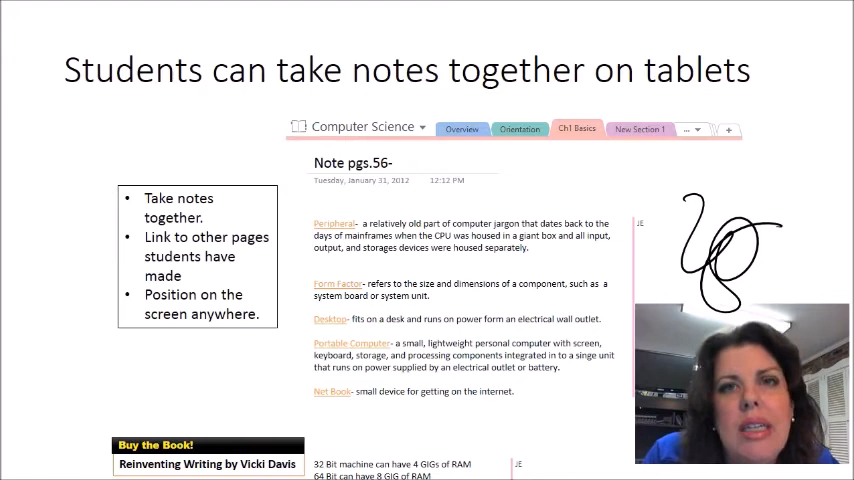 Students can take notes together on tablets
Computer Science
Overview
Orientation
Ch1 Basics
New Section 1
...
+
Note pgs.56-
Tuesday, January 31, 2012 12:12 PM
• Take notes
together.
• Link to other pages
students have
made
• Position on the
screen anywhere.
Peripheral- a relatively old part of computer jargon that dates back to the
days of mainframes when the CPU was housed in a giant box and all input,
output, and storages devices were housed separately.
JE
Form Factor- refers to the size and dimensions of a component, such as a
system board or system unit.
Desktop- fits on a desk and runs on power form an electrical wall outlet.
Portable Computer- a small, lightweight personal computer with screen,
keyboard, storage, and processing components integrated in to a singe unit
that runs on power supplied by an electrical outlet or battery.
Net Book- small device for getting on the internet.
Buy the Book!
Reinventing Writing by Vicki Davis
32 Bit machine can have 4 GIGs of RAM
64 Bit can have 8 GIG of RAM
JE